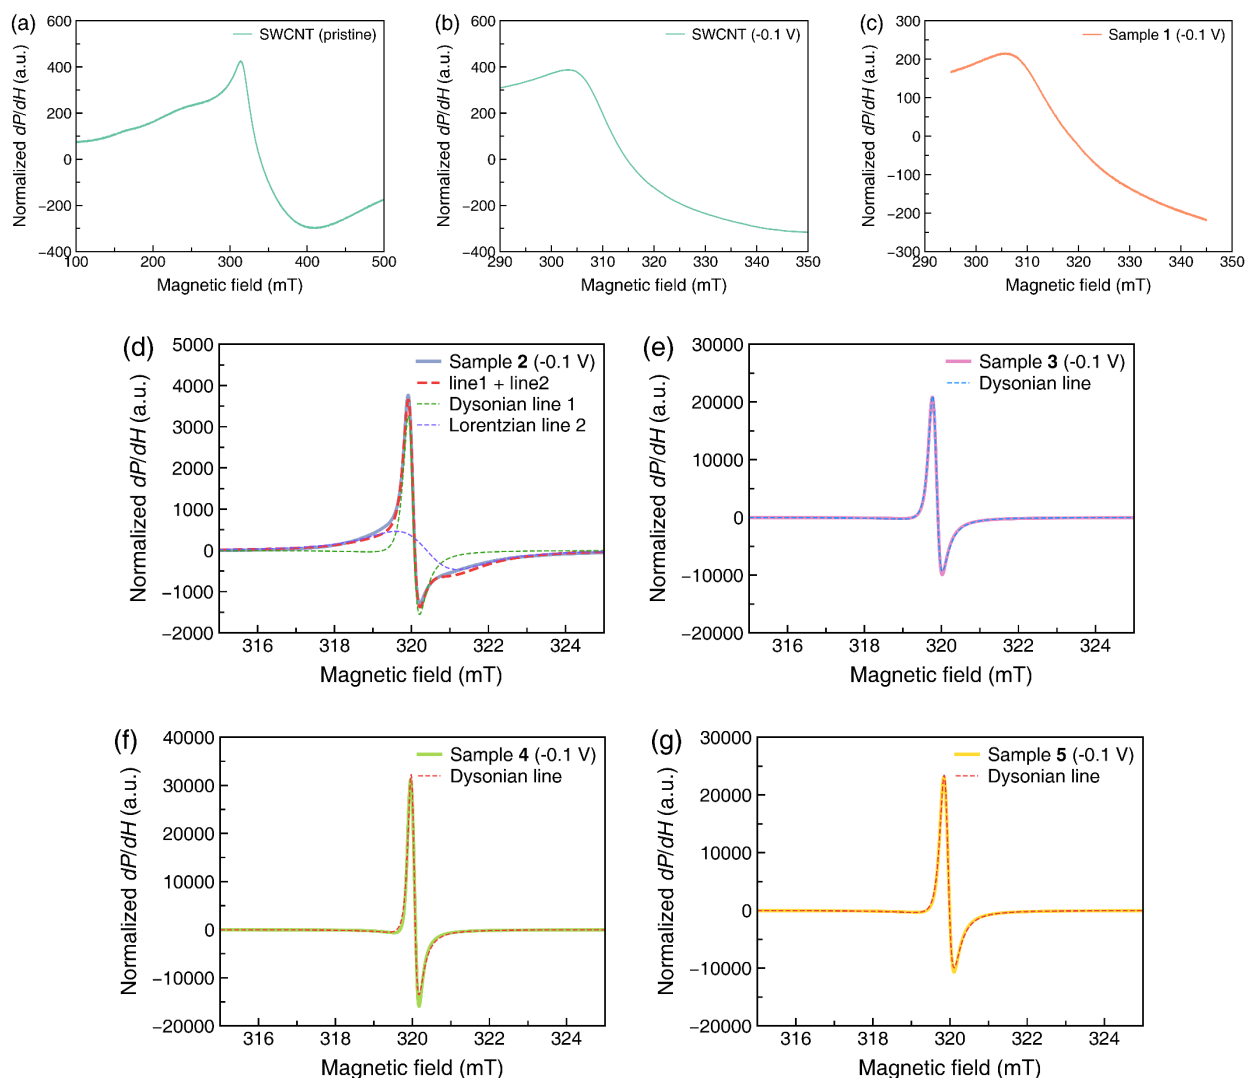 (a)
Normalized dP/dH (a.u.)
600
400
200
0
−200
−400
SWCNT (pristine)
100
200
300
400
500
Magnetic field (mT)
(b)
Normalized dP/dH (a.u.)
600
400
200
0
−200
−400
SWCNT (-0.1 V)
290
300
310
320
330
340
350
Magnetic field (mT)
(c)
Normalized dP/dH (a.u.)
300
200
100
0
−100
−200
−300
Sample 1 (-0.1 V)
290
300
310
320
330
340
350
Magnetic field (mT)
(d)
Normalized dP/dH (a.u.)
5000
4000
3000
2000
1000
0
−1000
−2000
Sample 2 (-0.1 V)
line1 + line2
Dysonian line 1
Lorentzian line 2
316
318
320
322
324
Magnetic field (mT)
(e)
Normalized dP/dH (a.u.)
30000
20000
10000
0
−10000
−20000
Sample 3 (-0.1 V)
Dysonian line
316
318
320
322
324
Magnetic field (mT)
(f)
Normalized dP/dH (a.u.)
40000
30000
20000
10000
0
−10000
−20000
Sample 4 (-0.1 V)
Dysonian line
316
318
320
322
324
Magnetic field (mT)
(g)
Normalized dP/dH (a.u.)
30000
20000
10000
0
−10000
−20000
Sample 5 (-0.1 V)
Dysonian line
316
318
320
322
324
Magnetic field (mT)